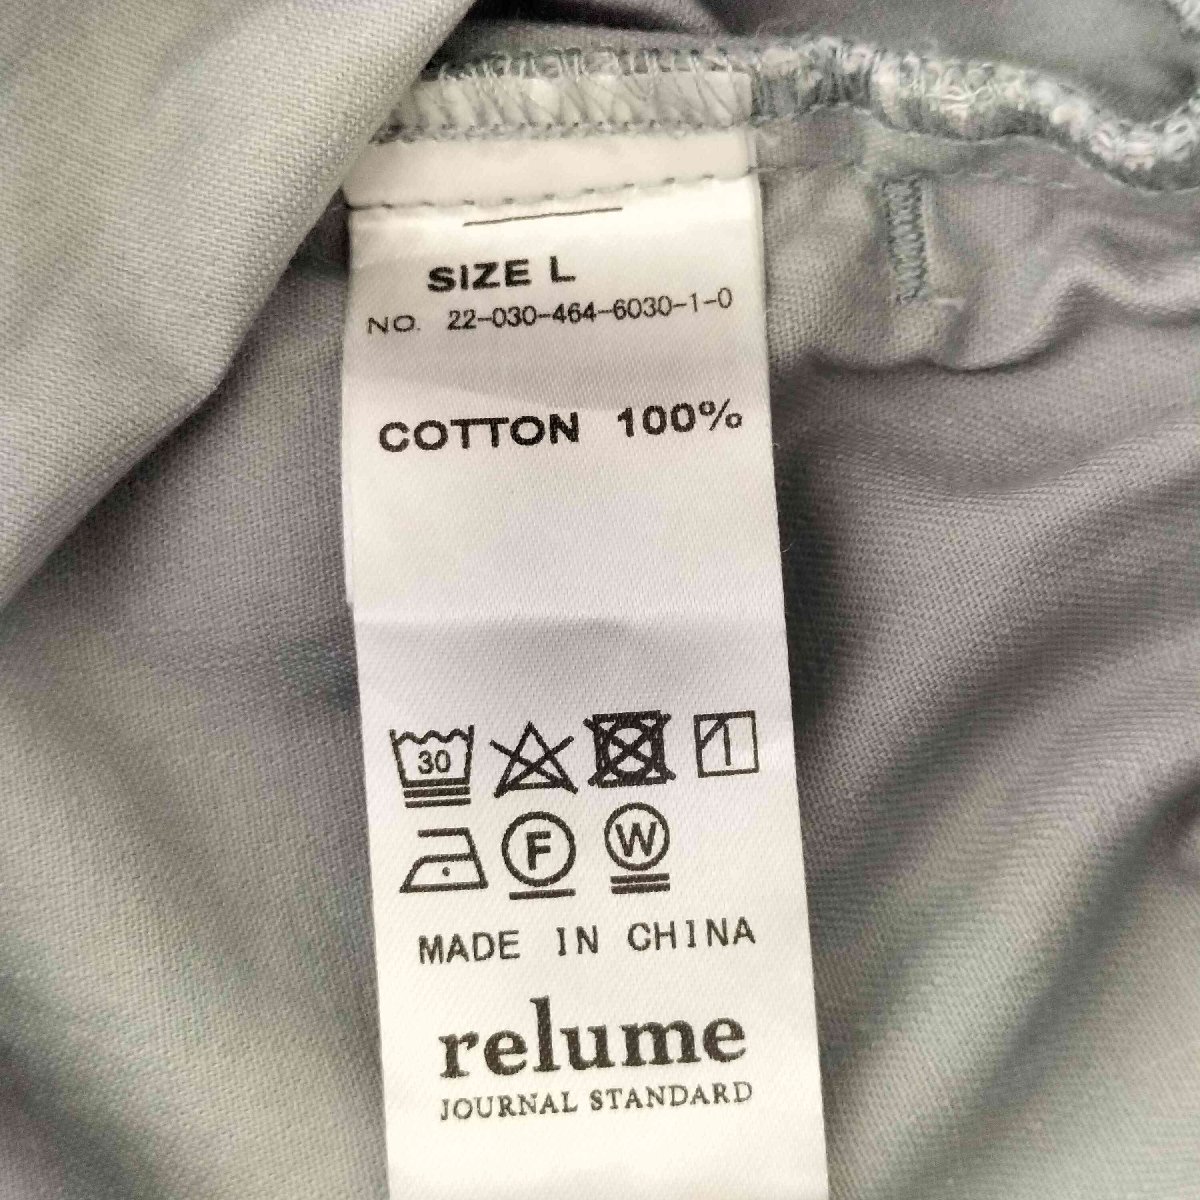 SIZE L
NO. 22-030-464-6030-1-0
COTTON 100%
30
F W
MADE IN CHINA
relume
JOURNAL STANDARD